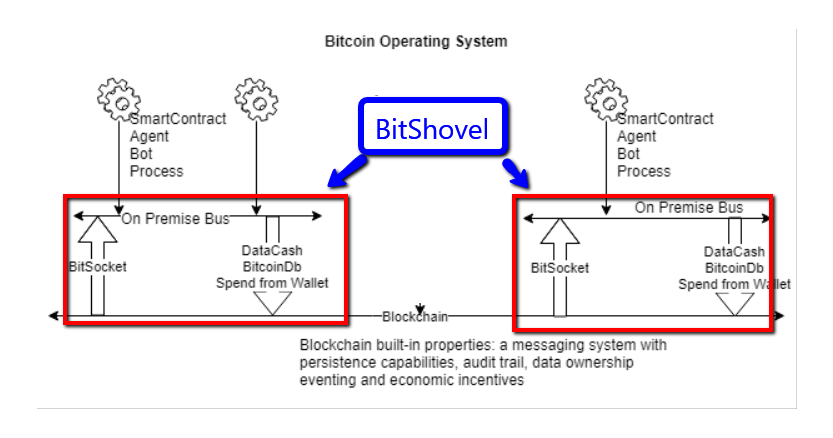 Bitcoin Operating System
SmartContract
Agent
Bot
Process
BitShovel
SmartContract
Agent
Bot
Process
On Premise Bus
BitSocket
DataCash
BitcoinDb
Spend from Wallet
On Premise Bus
BitSocket
DataCash
BitcoinDb
Spend from Wallet
Blockchain
Blockchain built-in properties: a messaging system with
persistence capabilities, audit trail, data ownership
eventing and economic incentives